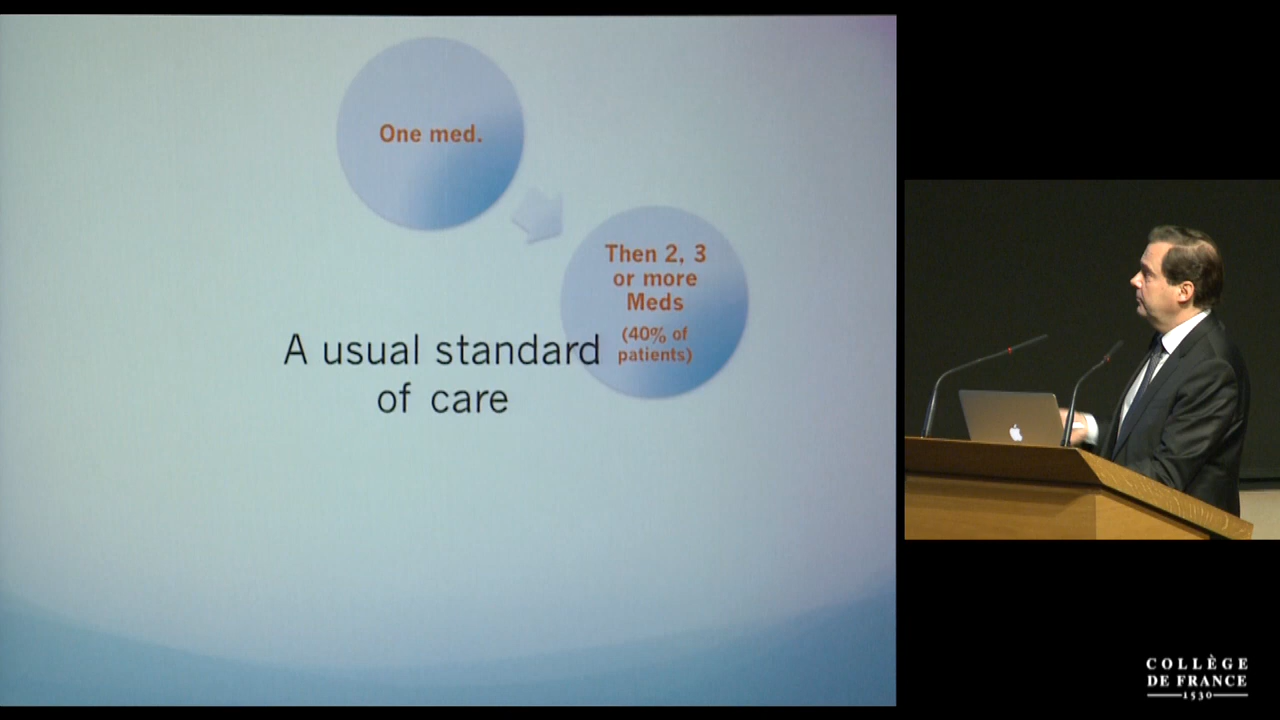 One med.
Then 2, 3
or more
Meds
(40% of
patients)
A usual standard
of care
COLLÈGE
DE FRANCE
1530